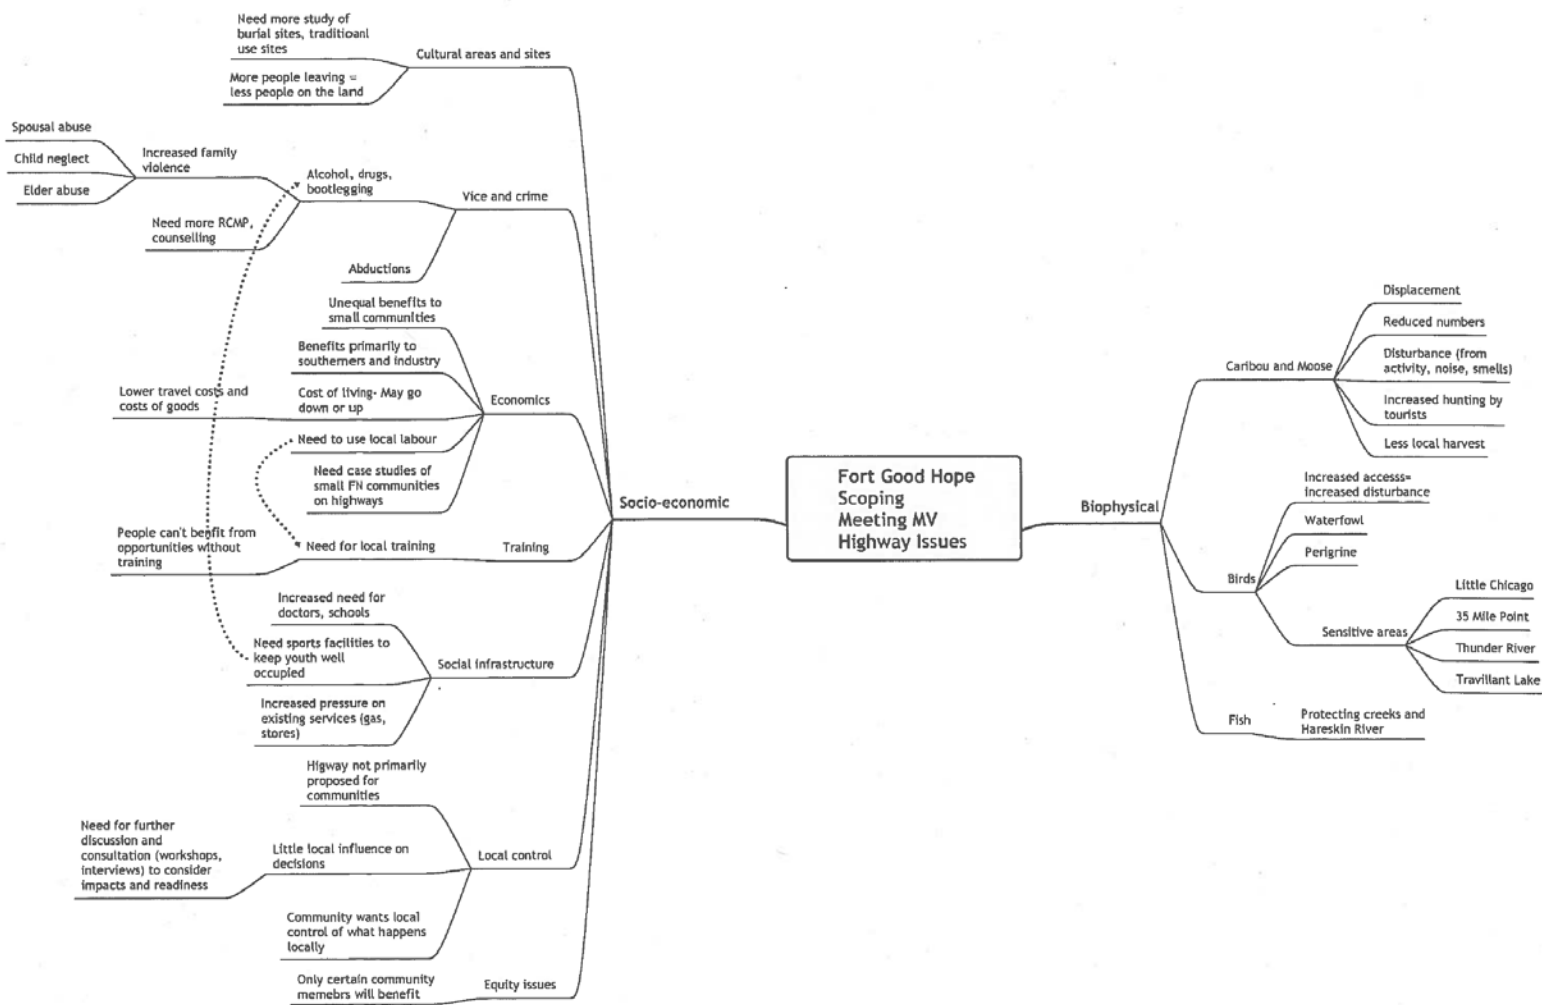 Need more study of
burial sites, traditioanl
use sites
More people leaving =
less people on the land
Cultural areas and sites
Spousal abuse
Child neglect
Elder abuse
Increased family
violence
Need more RCMP,
counselling
Alcohol, drugs,
bootlegging
Abductions
Vice and crime
Unequal benefits to
small communities
Benefits primarily to
southerners and industry
Lower travel costs and
costs of goods
Cost of living- May go
down or up
Need to use local labour
Need case studies of
small FN communities
on highways
Economics
People can't benefit from
opportunities without
training
Need for local training
Training
Increased need for
doctors, schools
Need sports facilities to
keep youth well
occupied
Increased pressure on
existing services (gas,
stores)
Social infrastructure
Higway not primarily
proposed for
communities
Need for further
discussion and
consultation (workshops,
interviews) to consider
impacts and readiness
Little local influence on
decisions
Community wants local
control of what happens
locally
Local control
Only certain community
memebrs will benefit
Equity issues
Socio-economic
Fort Good Hope
Scoping
Meeting MV
Highway Issues
Biophysical
Caribou and Moose
Displacement
Reduced numbers
Disturbance (from
activity, noise, smells)
Increased hunting by
tourists
Less local harvest
Birds
Increased accesss=
increased disturbance
Waterfowl
Perigrine
Sensitive areas
Little Chicago
35 Mile Point
Thunder River
Travillant Lake
Fish
Protecting creeks and
Hareskin River